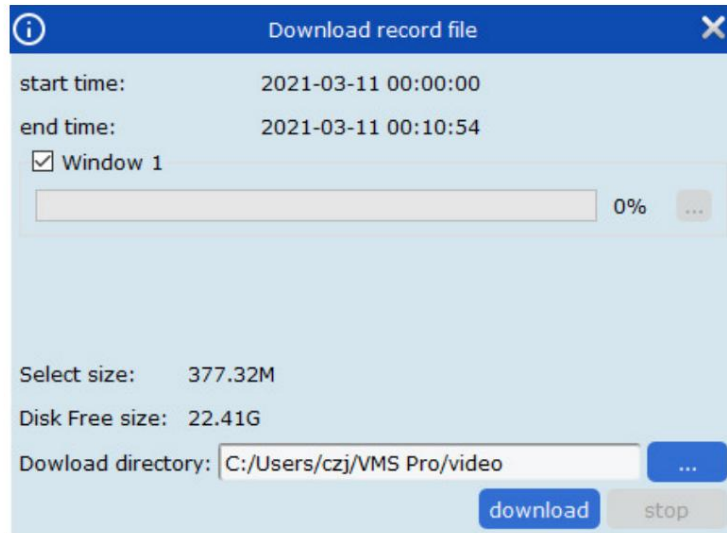 Download record file
start time: 2021-03-11 00:00:00
end time: 2021-03-11 00:10:54
Window 1
0% ...
Select size: 377.32M
Disk Free size: 22.41G
Dowload directory: C:/Users/czj/VMS Pro/video ...
download stop